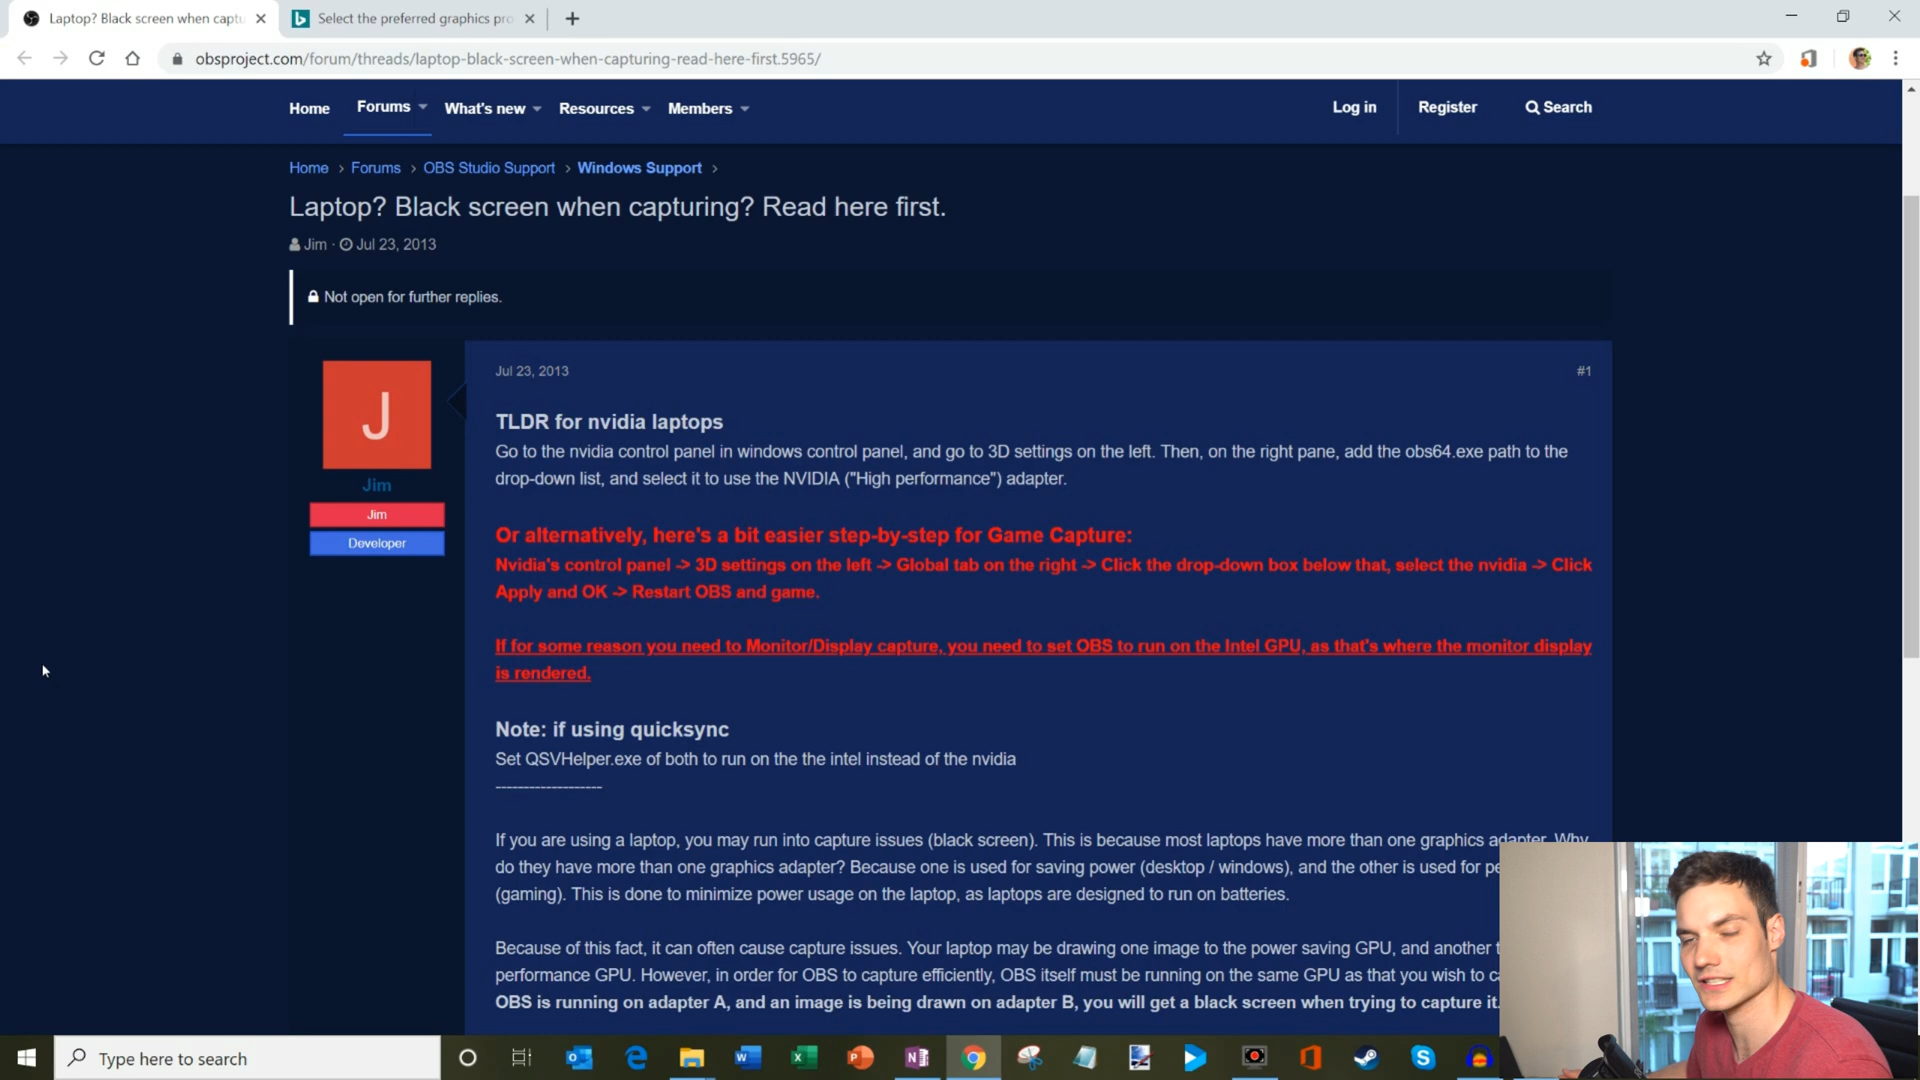 Laptop? Black screen when captu
Select the preferred graphics pro
obsproject.com/forum/threads/laptop-black-screen-when-capturing-read-here-first.5965/
Home Forums What's new Resources Members Log in Register Search
Home › Forums › OBS Studio Support › Windows Support ›
Laptop? Black screen when capturing? Read here first.
Jim · Jul 23, 2013
Not open for further replies.
J
Jim
Jim
Developer
Jul 23, 2013 #1
TLDR for nvidia laptops
Go to the nvidia control panel in windows control panel, and go to 3D settings on the left. Then, on the right pane, add the obs64.exe path to the
drop-down list, and select it to use the NVIDIA ("High performance") adapter.
Or alternatively, here's a bit easier step-by-step for Game Capture:
Nvidia's control panel -> 3D settings on the left -> Global tab on the right -> Click the drop-down box below that, select the nvidia -> Click
Apply and OK -> Restart OBS and game.
If for some reason you need to Monitor/Display capture, you need to set OBS to run on the Intel GPU, as that's where the monitor display
is rendered.
Note: if using quicksync
Set QSVHelper.exe of both to run on the the intel instead of the nvidia
-------------------
If you are using a laptop, you may run into capture issues (black screen). This is because most laptops have more than one graphics adapter. Why
do they have more than one graphics adapter? Because one is used for saving power (desktop / windows), and the other is used for pe
(gaming). This is done to minimize power usage on the laptop, as laptops are designed to run on batteries.
Because of this fact, it can often cause capture issues. Your laptop may be drawing one image to the power saving GPU, and another t
performance GPU. However, in order for OBS to capture efficiently, OBS itself must be running on the same GPU as that you wish to c
OBS is running on adapter A, and an image is being drawn on adapter B, you will get a black screen when trying to capture it.
Type here to search